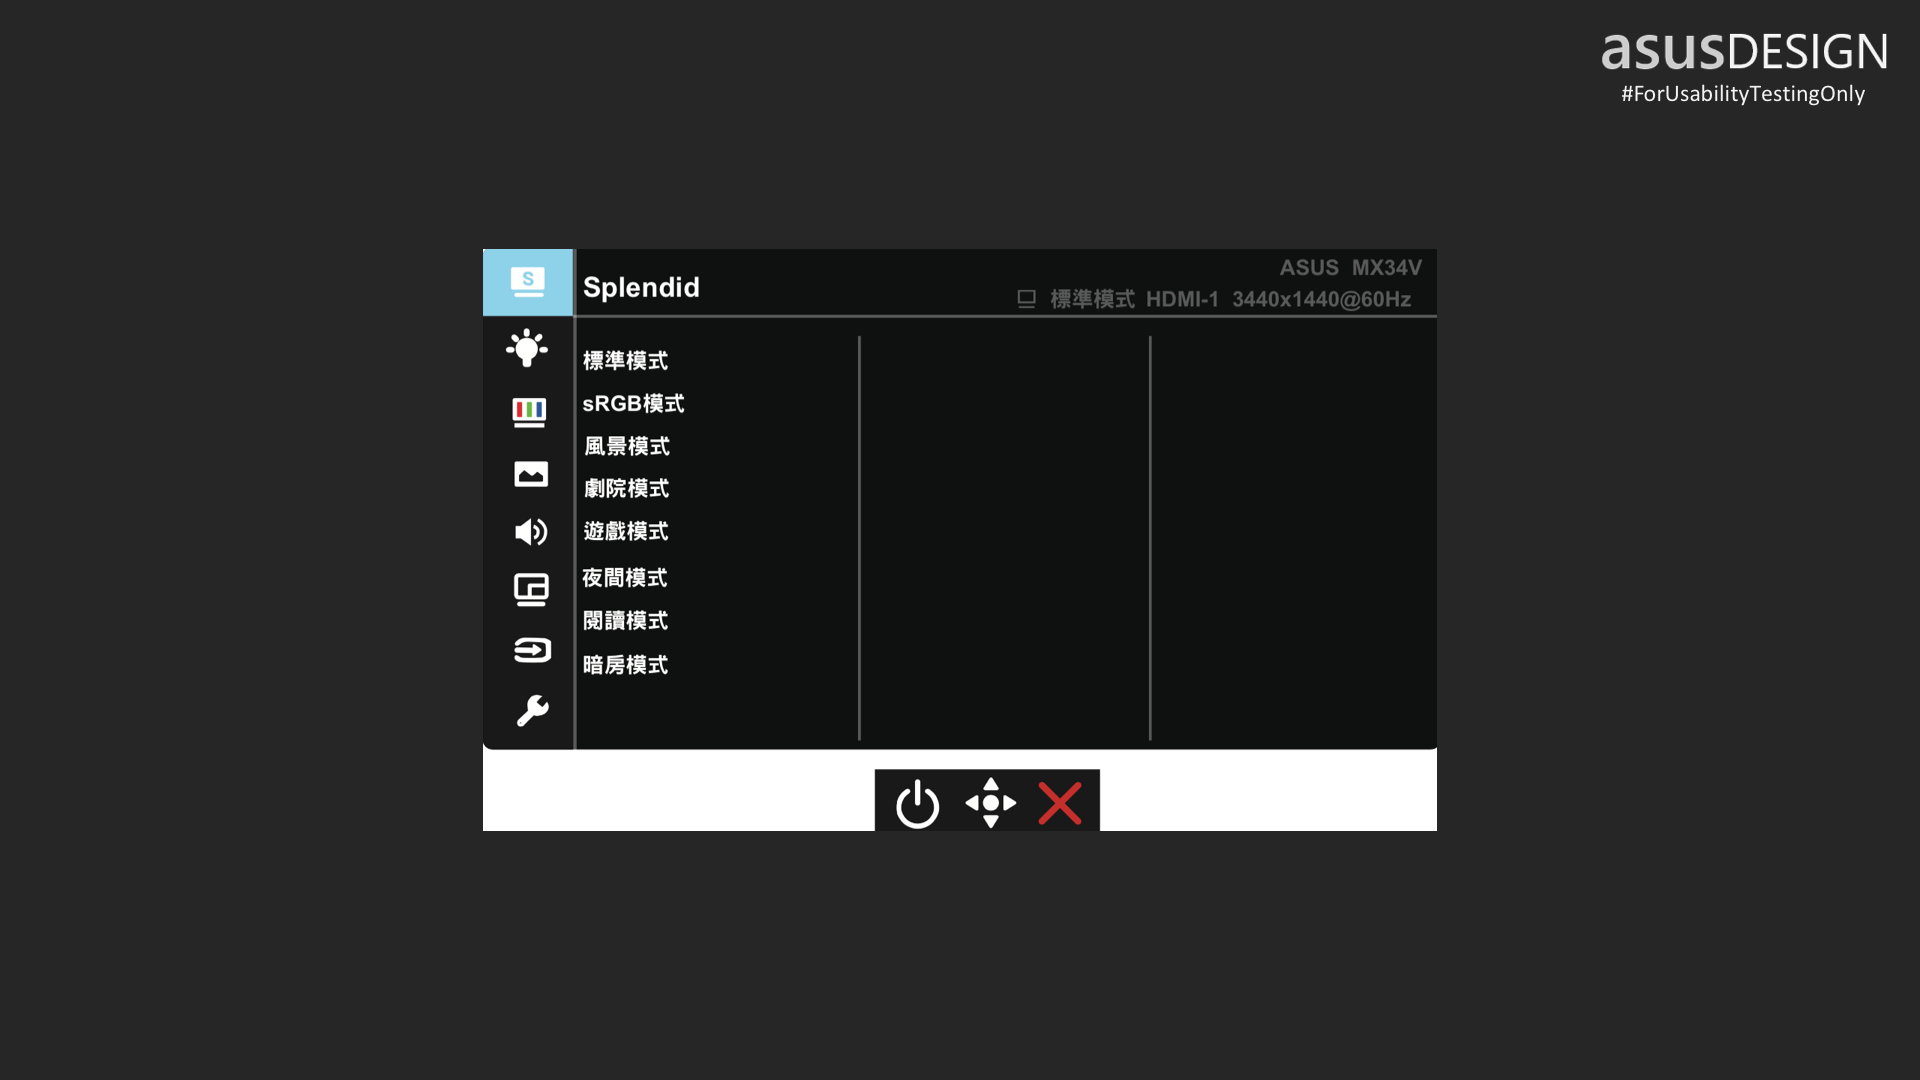 asusDESIGN
#ForUsabilityTestingOnly
S
Splendid
ASUS MX34V
標準模式 HDMI-1 3440x1440@60Hz
標準模式
sRGB模式
風景模式
劇院模式
遊戲模式
夜間模式
閱讀模式
暗房模式